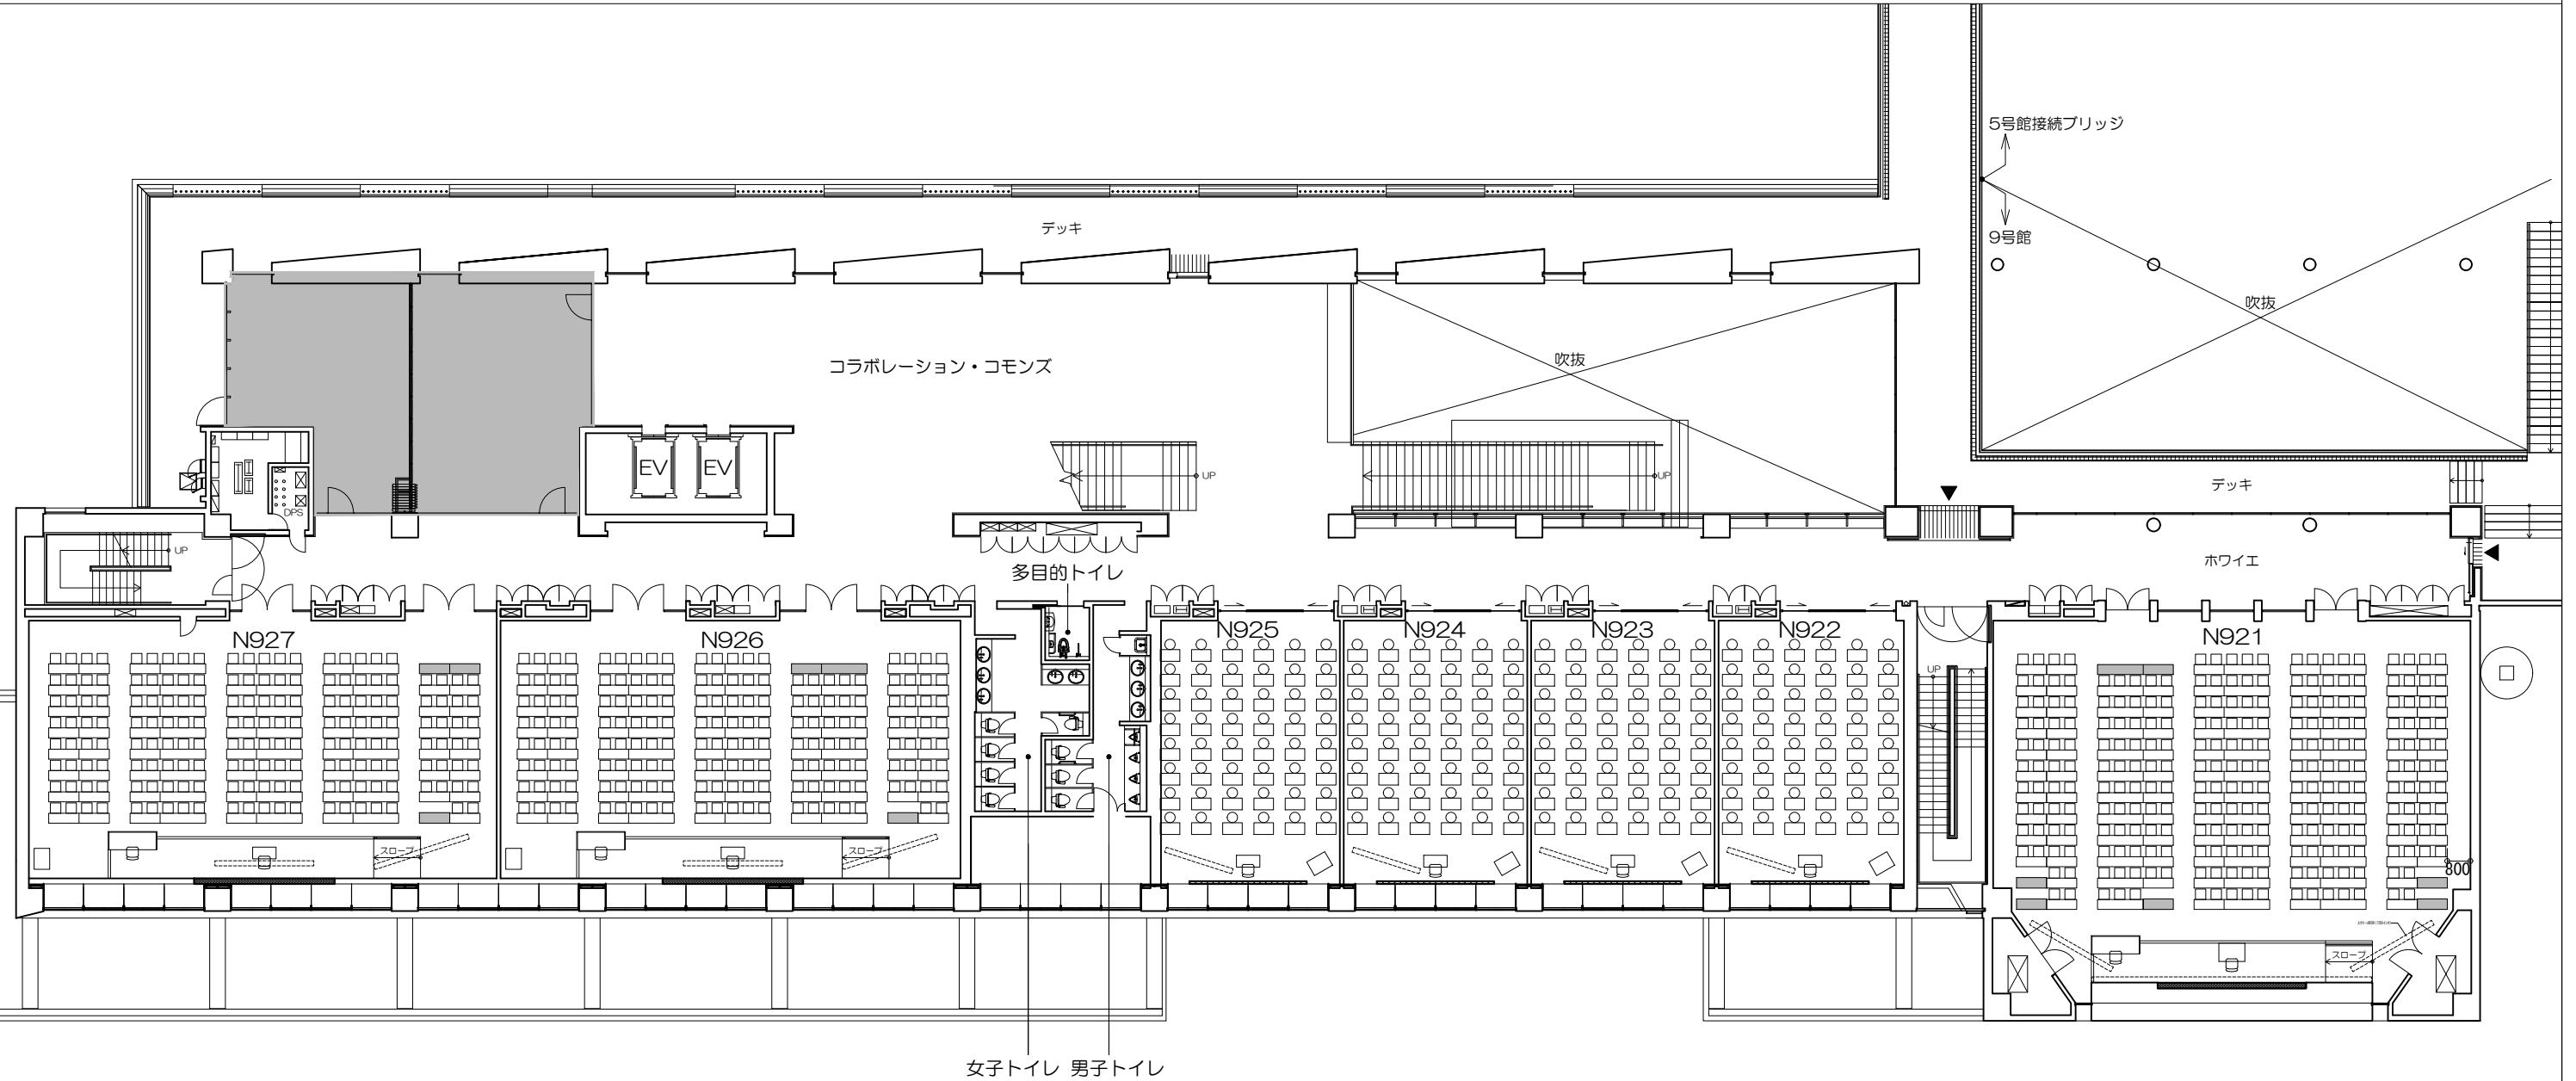 5号館接続ブリッジ
デッキ
9号館
吹抜
吹抜
コラボレーション・コモンズ
EV
EV
UP
UP
デッキ
DPS
UP
ホワイエ
多目的トイレ
N927
N926
N925
N924
N923
N922
N921
UP
スロープ
スロープ
800
スロープ
女子トイレ
男子トイレ